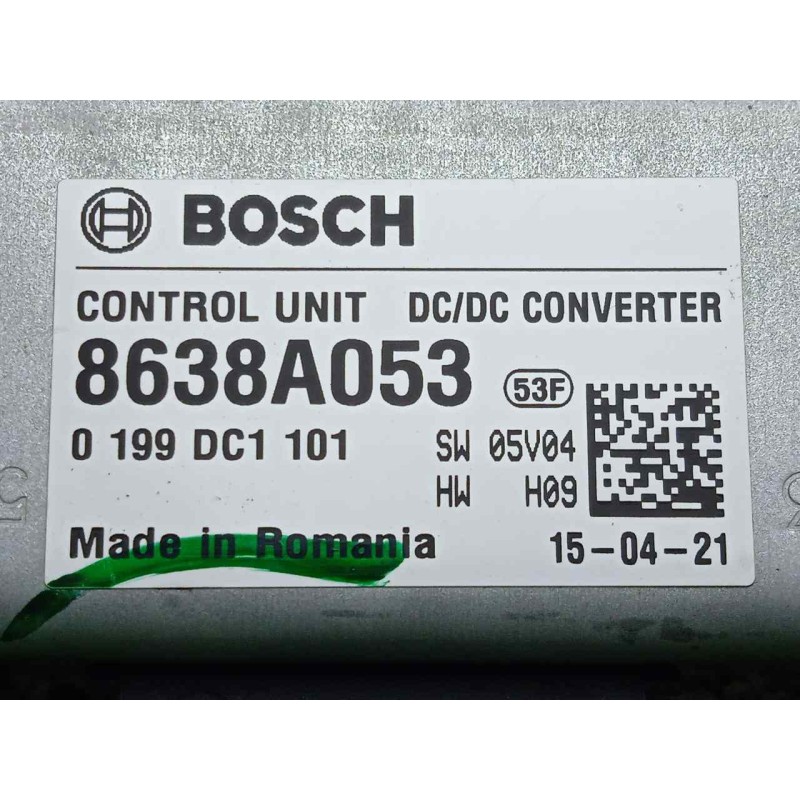 BOSCH
CONTROL UNIT DC/DC CONVERTER
8638A053 53F
0 199 DC1 101 SW 05V04
HW H09
Made in Romania 15-04-21